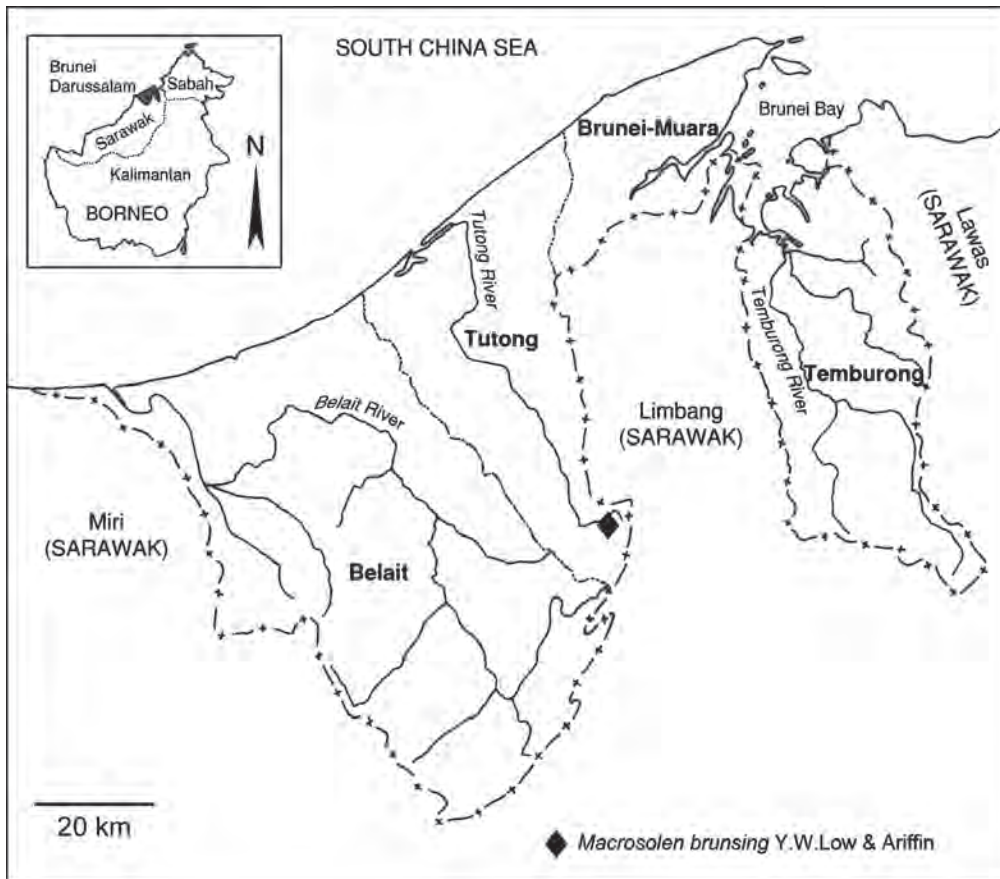 SOUTH CHINA SEA
Brunei
Darussalam
Sabah
Sarawak
Kalimantan
BORNEO
N
Brunei Bay
Brunei-Muara
Tutong River
Tutong
Lawas
(SARAWAK)
Temburong River
Temburong
Limbang
(SARAWAK)
Belait River
Miri
(SARAWAK)
Belait
20 km
Macrosolen brunsing Y.W.Low & Ariffin